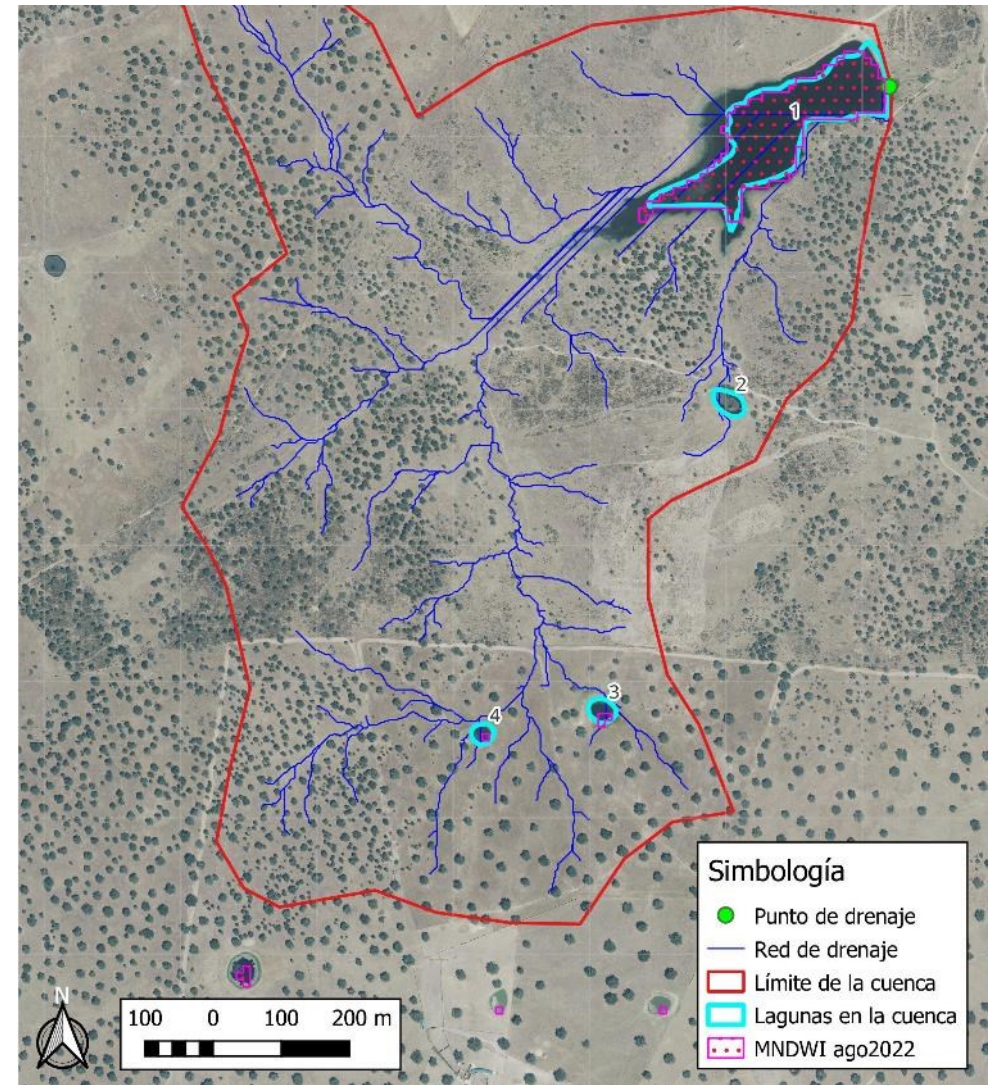 1
2
3
4
Simbología
Punto de drenaje
Red de drenaje
Límite de la cuenca
Lagunas en la cuenca
MNDWI ago2022
N
100 0 100 200 m